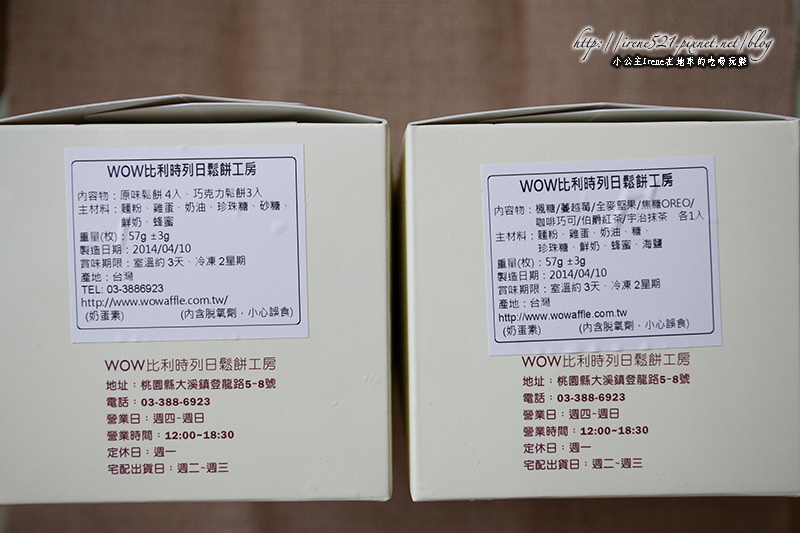 http://irene521.pixnet.net/blog
小公主Irene在地球的吃喝玩樂
WOW比利時列日鬆餅工房
內容物：原味鬆餅 4入、巧克力鬆餅3入
主材料：麵粉、雞蛋、奶油、珍珠糖、砂糖、
鮮奶、蜂蜜
重量(枚)：57g ±3g
製造日期：2014/04/10
賞味期限：室溫約 3天、冷凍 2星期
產地：台灣
TEL: 03-3886923
http://www.wowaffle.com.tw/
(奶蛋素) (內含脫氧劑，小心誤食)
WOW比利時列日鬆餅工房
地址：桃園縣大溪鎮登龍路5-8號
電話：03-388-6923
營業日：週四~週日
營業時間：12:00~18:30
定休日：週一
宅配出貨日：週二~週三
WOW比利時列日鬆餅工房
內容物：楓糖/蔓越莓/全麥堅果/焦糖OREO/
咖啡巧可/伯爵紅茶/宇治抹茶 各1入
主材料：麵粉、雞蛋、奶油、糖、
珍珠糖、鮮奶、蜂蜜、海鹽
重量(枚)：57g ±3g
製造日期：2014/04/10
賞味期限：室溫約 3天、冷凍 2星期
產地：台灣
http://www.wowaffle.com.tw
(奶蛋素) (內含脫氧劑，小心誤食)
WOW比利時列日鬆餅工房
地址：桃園縣大溪鎮登龍路5-8號
電話：03-388-6923
營業日：週四~週日
營業時間：12:00~18:30
定休日：週一
宅配出貨日：週二~週三